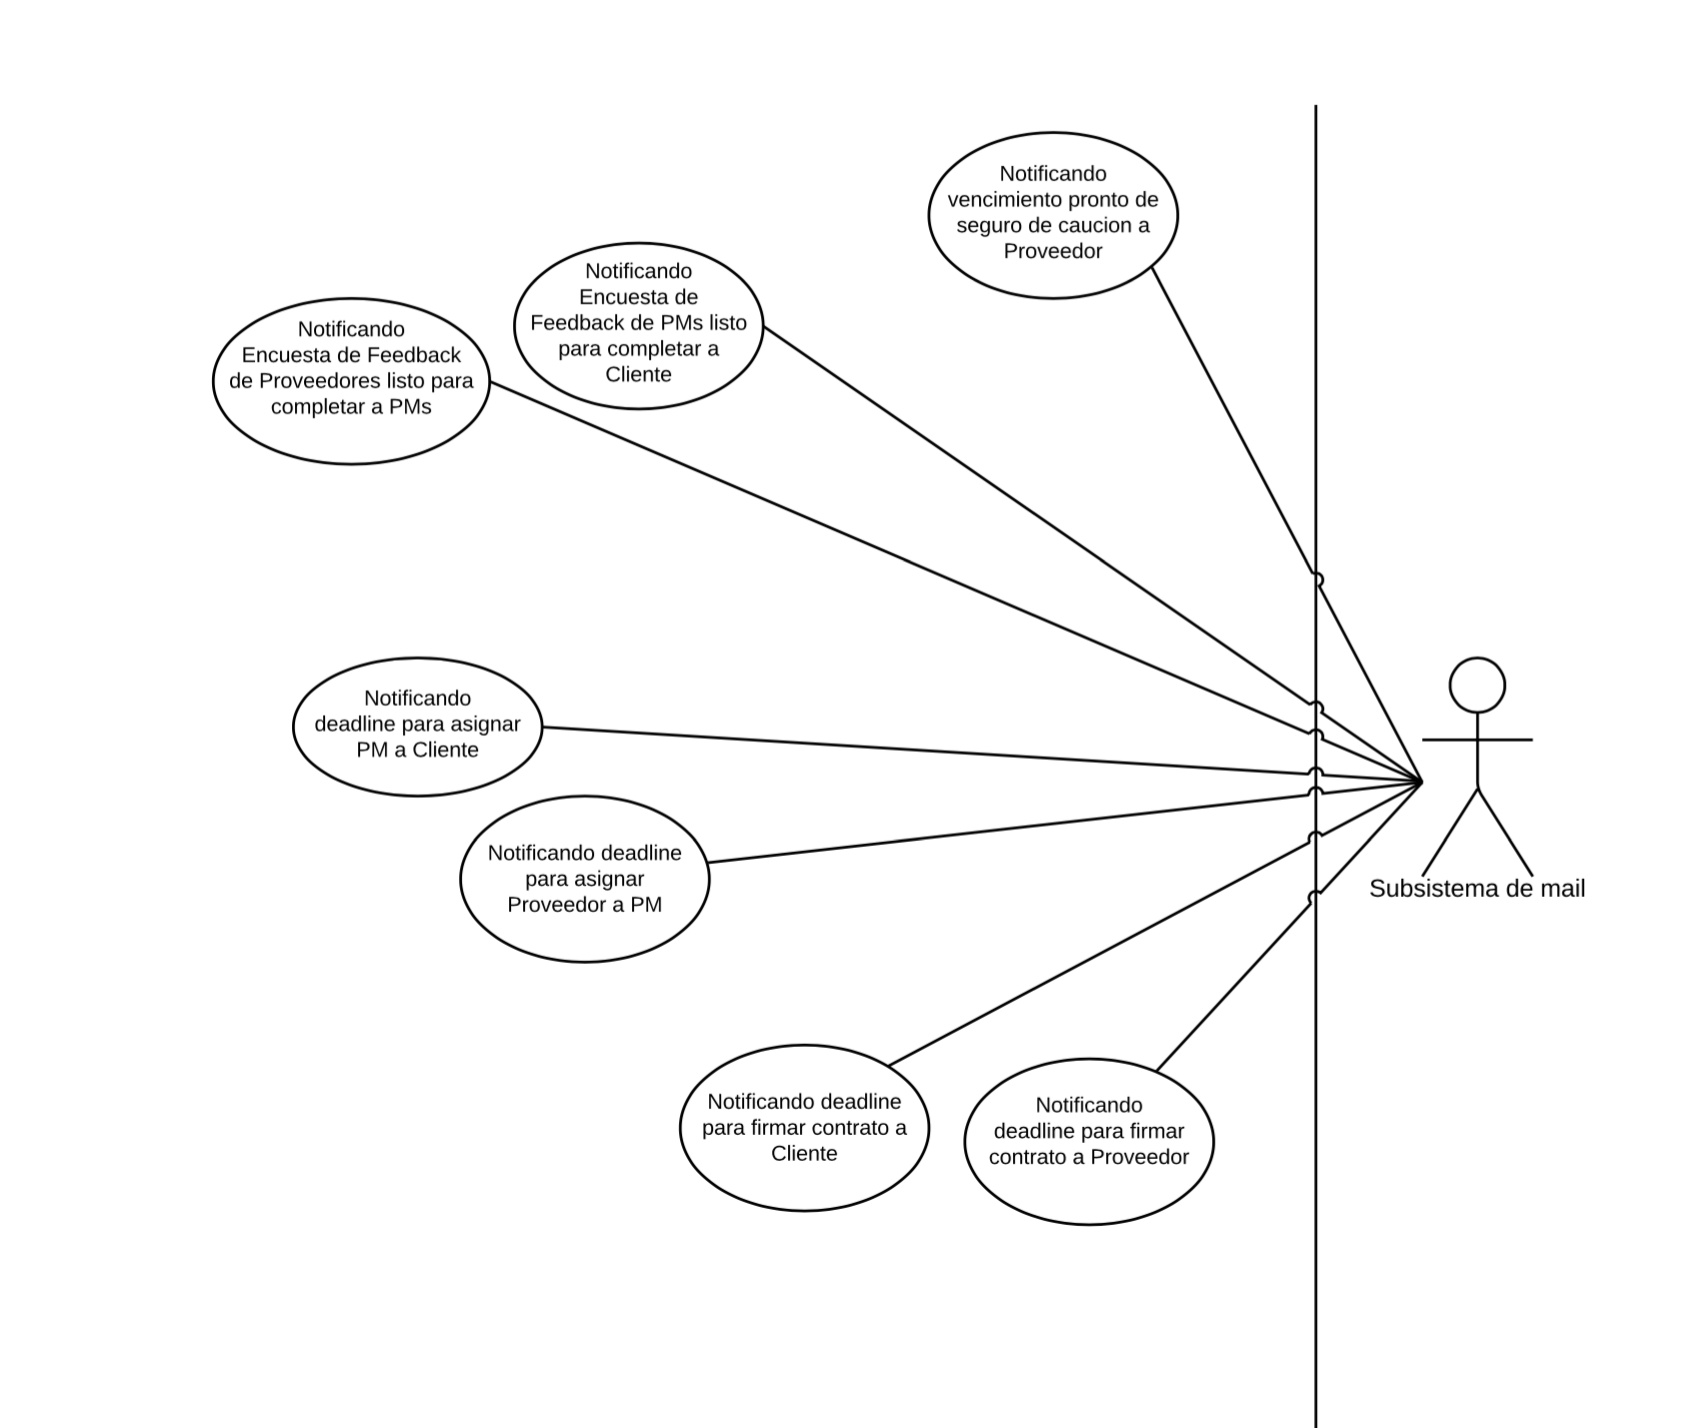 Notificando
vencimiento pronto de
seguro de caucion a
Proveedor
Notificando
Encuesta de
Feedback de PMs listo
para completar a
Cliente
Notificando
Encuesta de Feedback
de Proveedores listo para
completar a PMs
Notificando
deadline para asignar
PM a Cliente
Notificando deadline
para asignar
Proveedor a PM
Subsistema de mail
Notificando deadline
para firmar contrato a
Cliente
Notificando
deadline para firmar
contrato a Proveedor